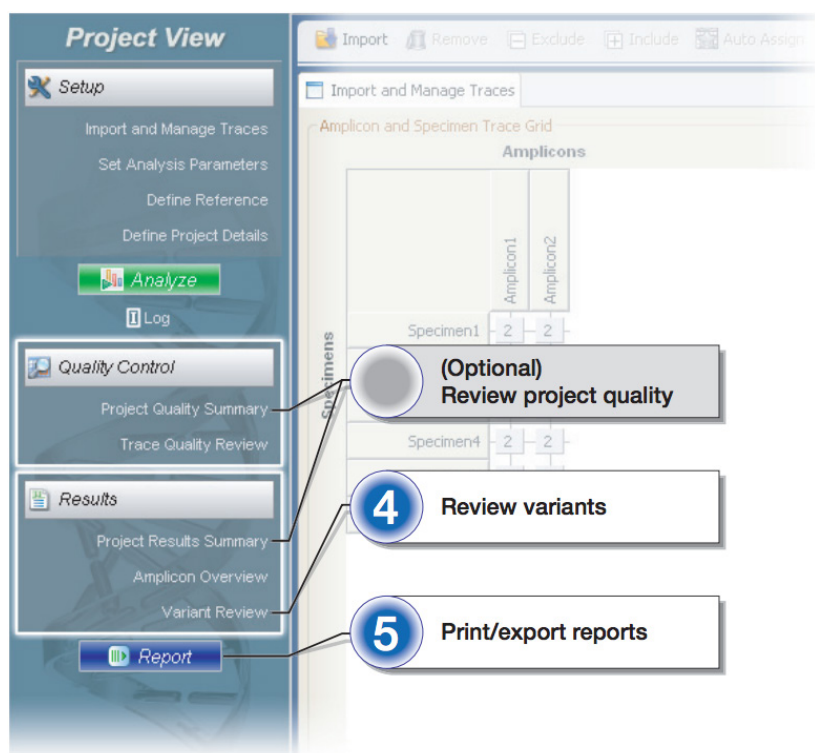 Project View
Import Remove Exclude Include Auto Assign
Setup
Import and Manage Traces
Import and Manage Traces
Amplicon and Specimen Trace Grid
Set Analysis Parameters
Amplicons
Define Reference
Define Project Details
Amplicon1
Amplicon2
Analyze
Log
Specimens
Specimen1 2 2
Quality Control
(Optional)
Review project quality
Project Quality Summary
Trace Quality Review
Specimen4 2 2
Results
4 Review variants
Project Results Summary
Amplicon Overview
Variant Review
5 Print/export reports
Report